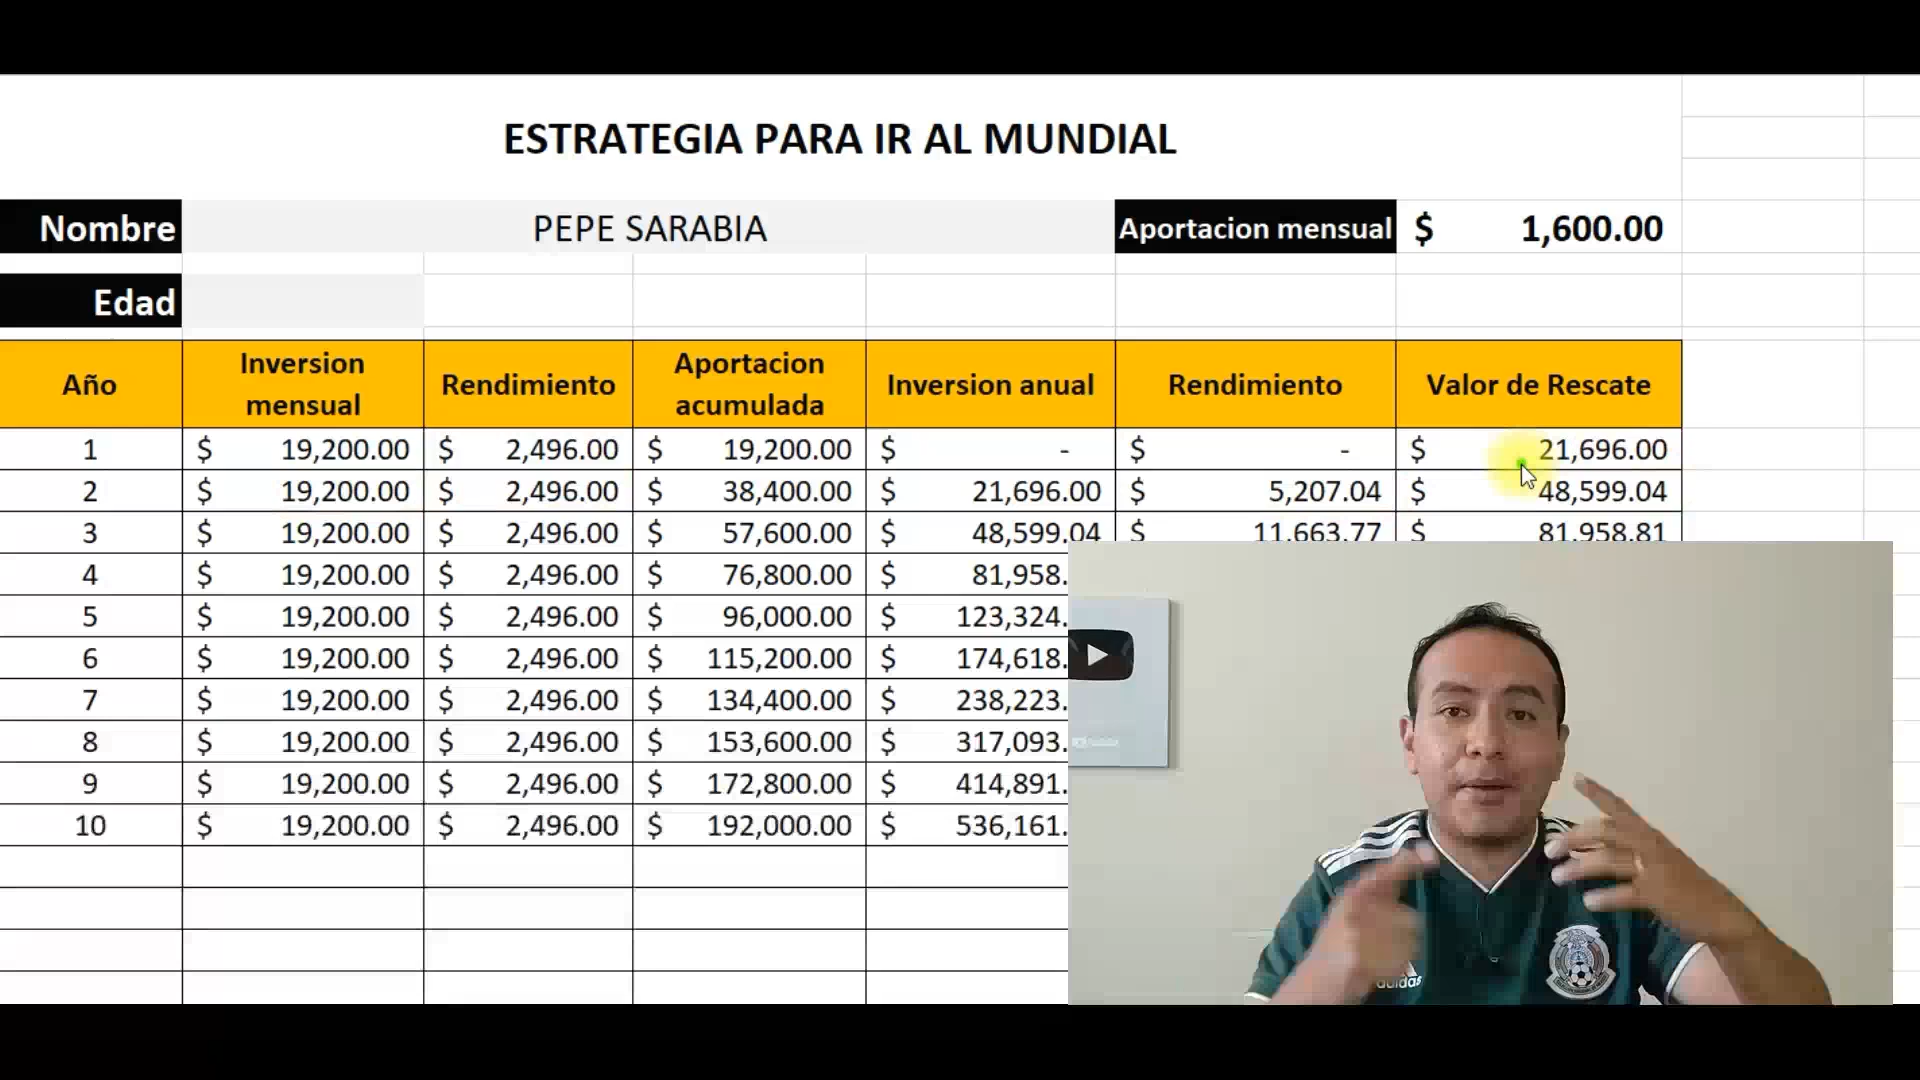 ESTRATEGIA PARA IR AL MUNDIAL
Nombre PEPE SARABIA Aportacion mensual $ 1,600.00
Edad
Año Inversion mensual Rendimiento Aportacion acumulada Inversion anual Rendimiento Valor de Rescate
1 $ 19,200.00 $ 2,496.00 $ 19,200.00 $ - $ - $ 21,696.00
2 $ 19,200.00 $ 2,496.00 $ 38,400.00 $ 21,696.00 $ 5,207.04 $ 48,599.04
3 $ 19,200.00 $ 2,496.00 $ 57,600.00 $ 48,599.04 $ 11,663.77 $ 81,958.81
4 $ 19,200.00 $ 2,496.00 $ 76,800.00 $ 81,958.
5 $ 19,200.00 $ 2,496.00 $ 96,000.00 $ 123,324.
6 $ 19,200.00 $ 2,496.00 $ 115,200.00 $ 174,618.
7 $ 19,200.00 $ 2,496.00 $ 134,400.00 $ 238,223.
8 $ 19,200.00 $ 2,496.00 $ 153,600.00 $ 317,093.
9 $ 19,200.00 $ 2,496.00 $ 172,800.00 $ 414,891.
10 $ 19,200.00 $ 2,496.00 $ 192,000.00 $ 536,161.
adidas